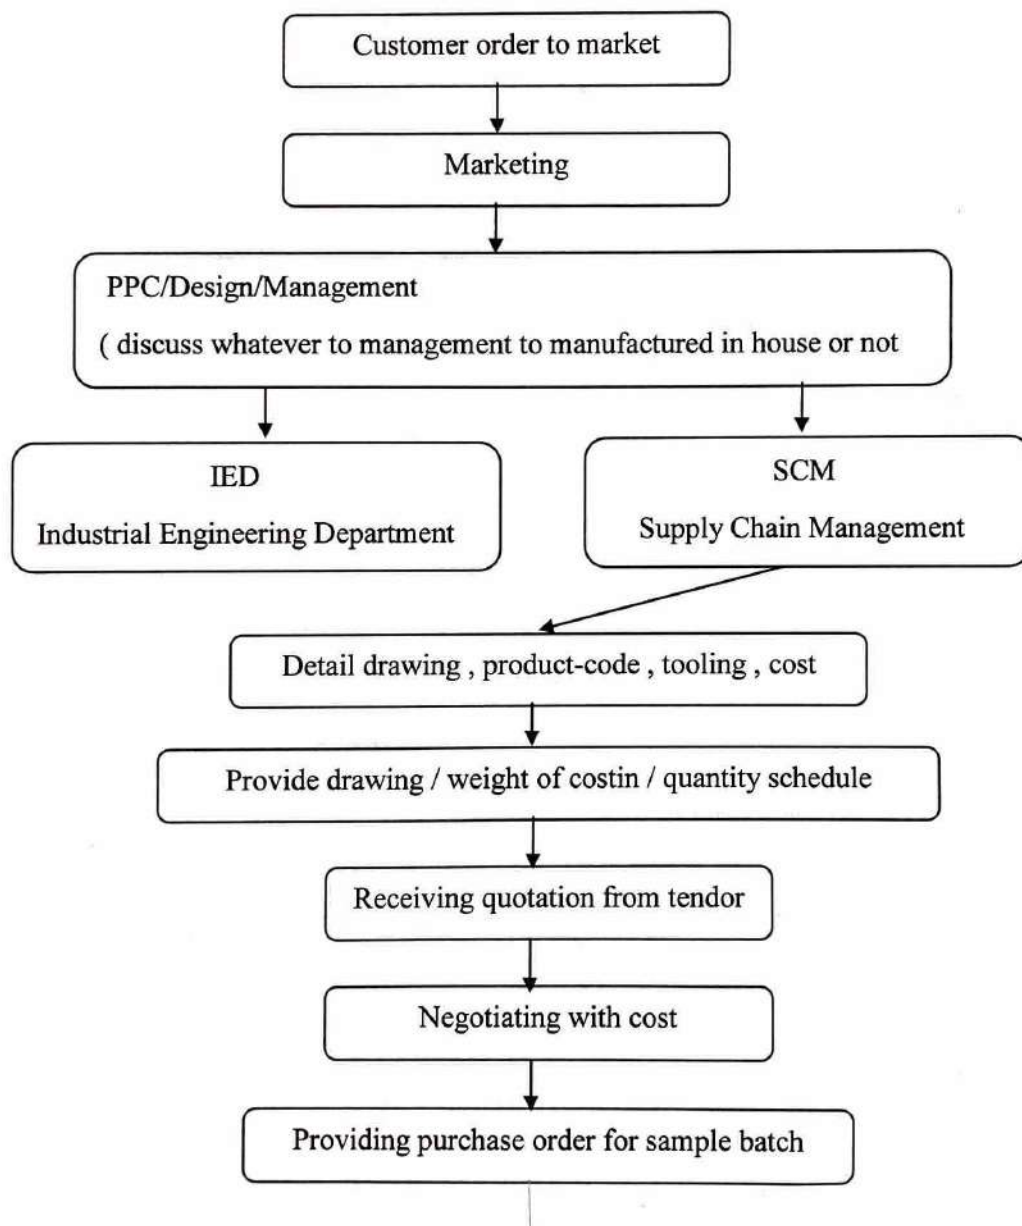 Customer order to market
Marketing
PPC/Design/Management
( discuss whatever to management to manufactured in house or not
IED
Industrial Engineering Department
SCM
Supply Chain Management
Detail drawing , product-code , tooling , cost
Provide drawing / weight of costin / quantity schedule
Receiving quotation from tendor
Negotiating with cost
Providing purchase order for sample batch